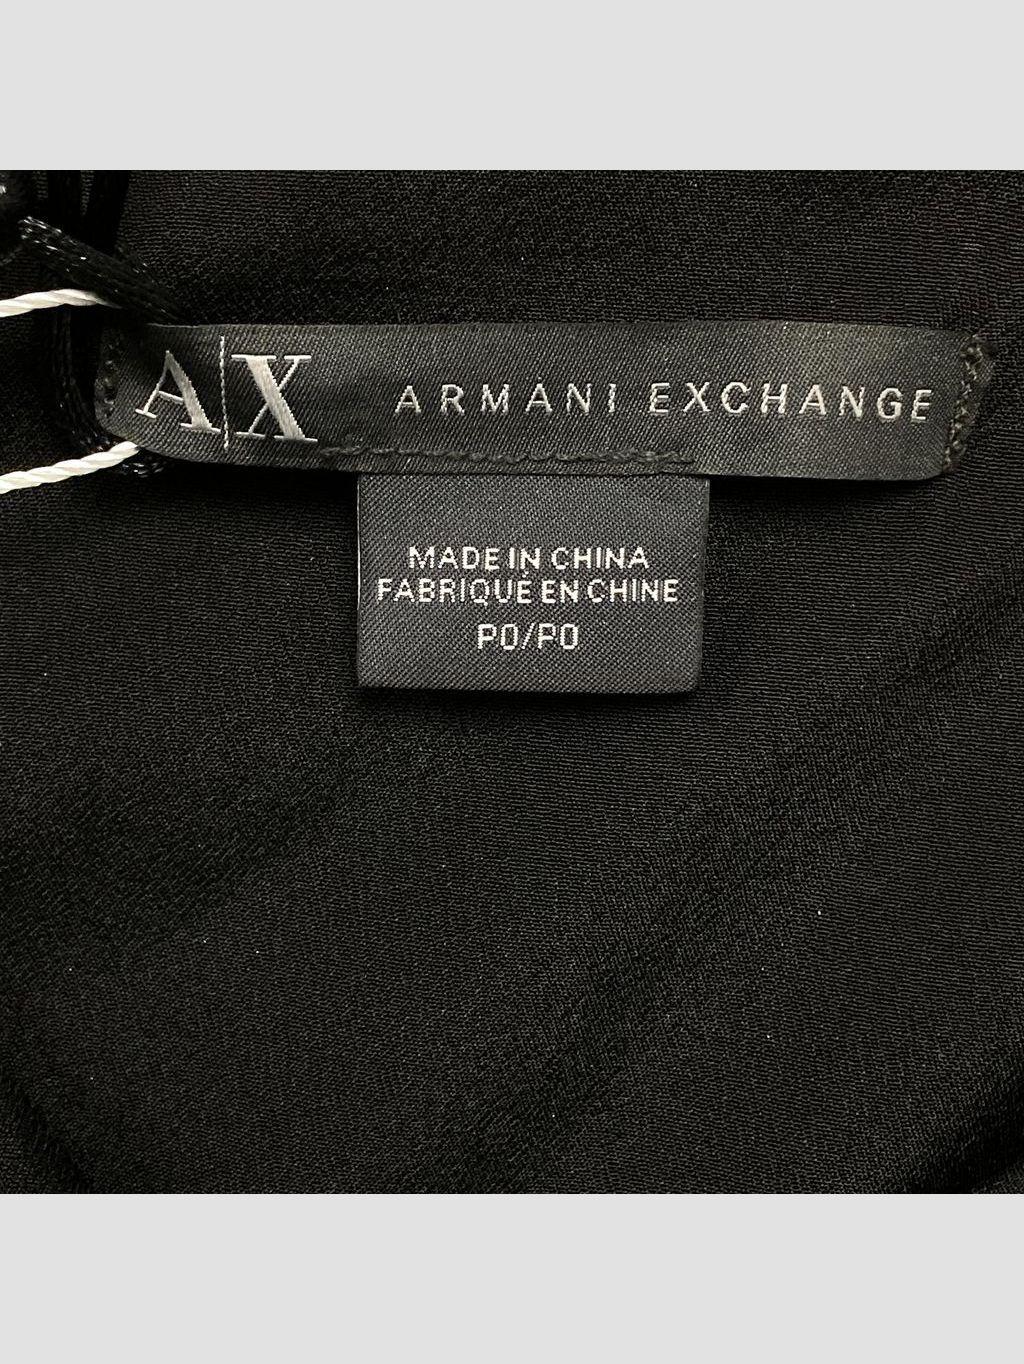 A|X ARMANI EXCHANGE
MADE IN CHINA
FABRIQUE EN CHINE
P0/P0